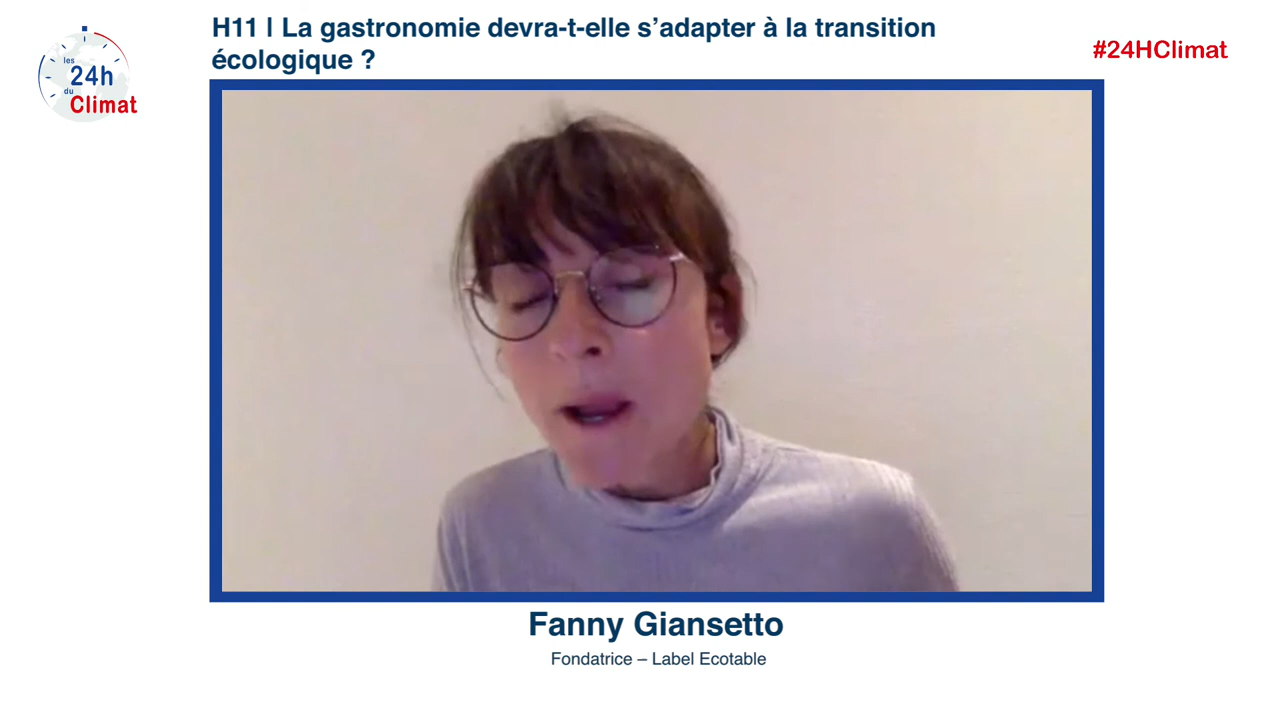 H11 | La gastronomie devra-t-elle s’adapter à la transition
écologique ?
#24HClimat
les
24h
du
Climat
Fanny Giansetto
Fondatrice – Label Ecotable